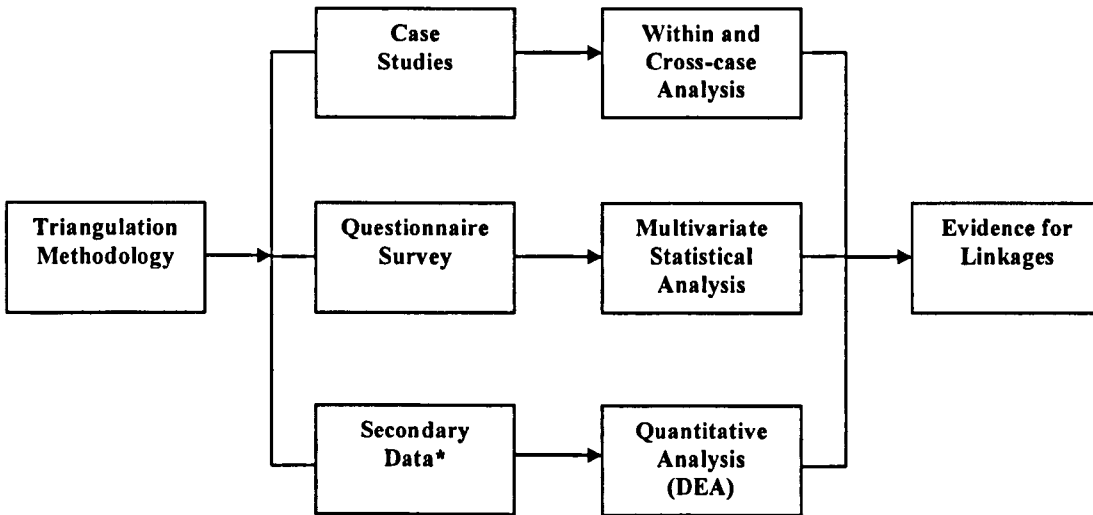 Case
Studies
Within and
Cross-case
Analysis
Triangulation
Methodology
Questionnaire
Survey
Multivariate
Statistical
Analysis
Evidence for
Linkages
Secondary
Data*
Quantitative
Analysis
(DEA)